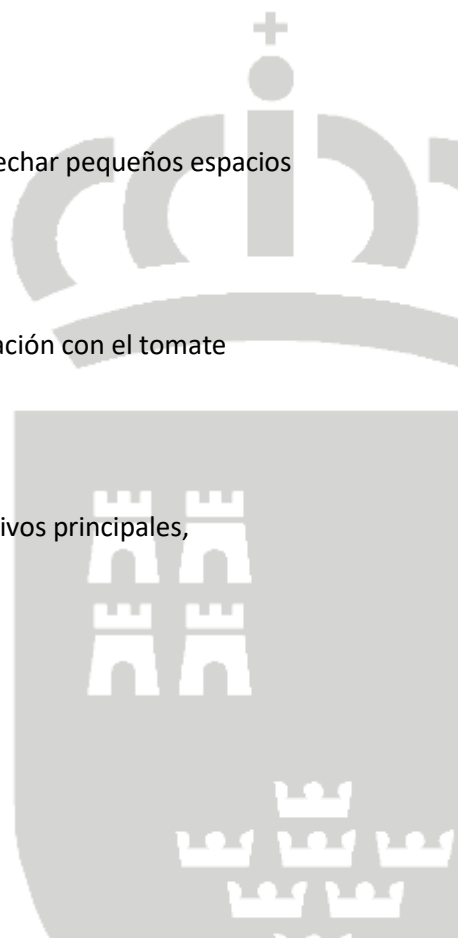 echar pequeños espacios
ación con el tomate
ivos principales,